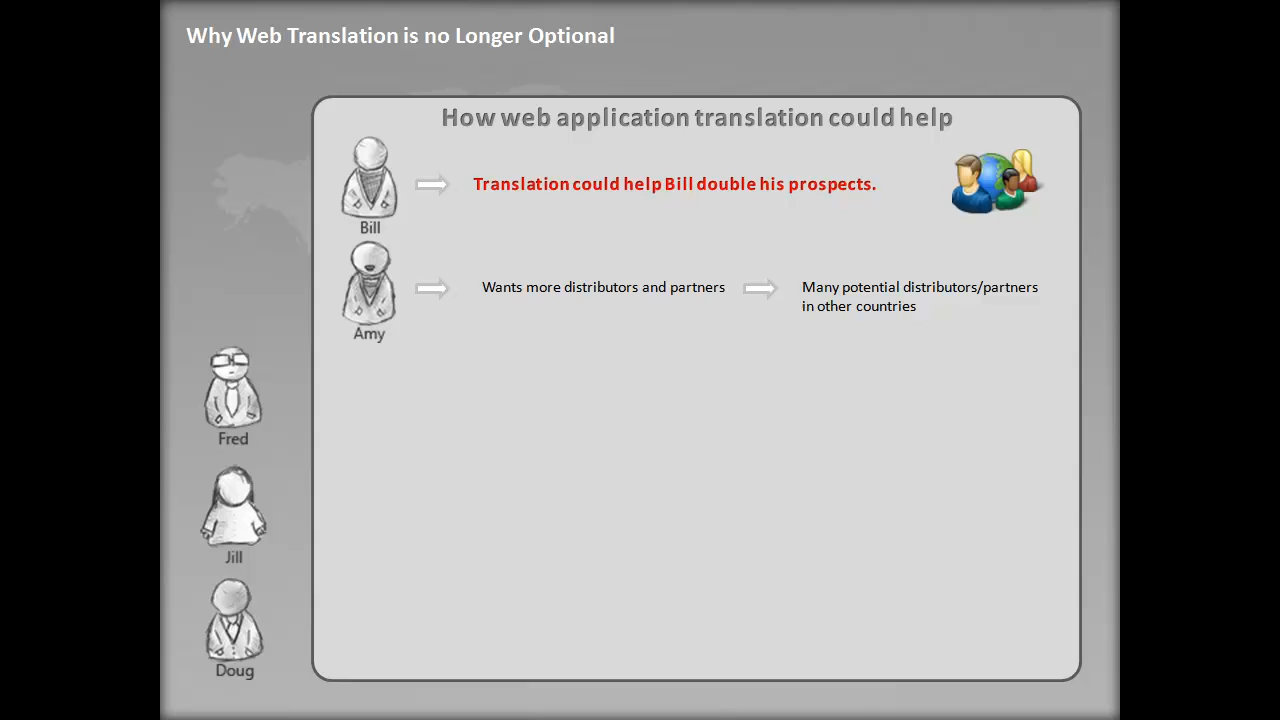 Why Web Translation is no Longer Optional
How web application translation could help
Translation could help Bill double his prospects.
Bill
Wants more distributors and partners
Many potential distributors/partners
in other countries
Amy
Fred
Jill
Doug